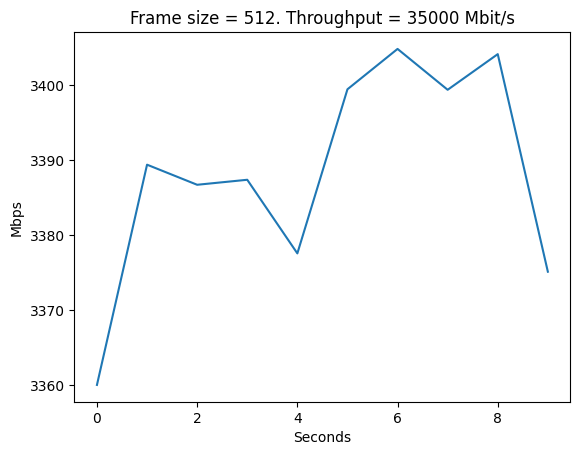 Frame size = 512. Throughput = 35000 Mbit/s
3400
3390
3380
3370
3360
Mbps
0 2 4 6 8
Seconds